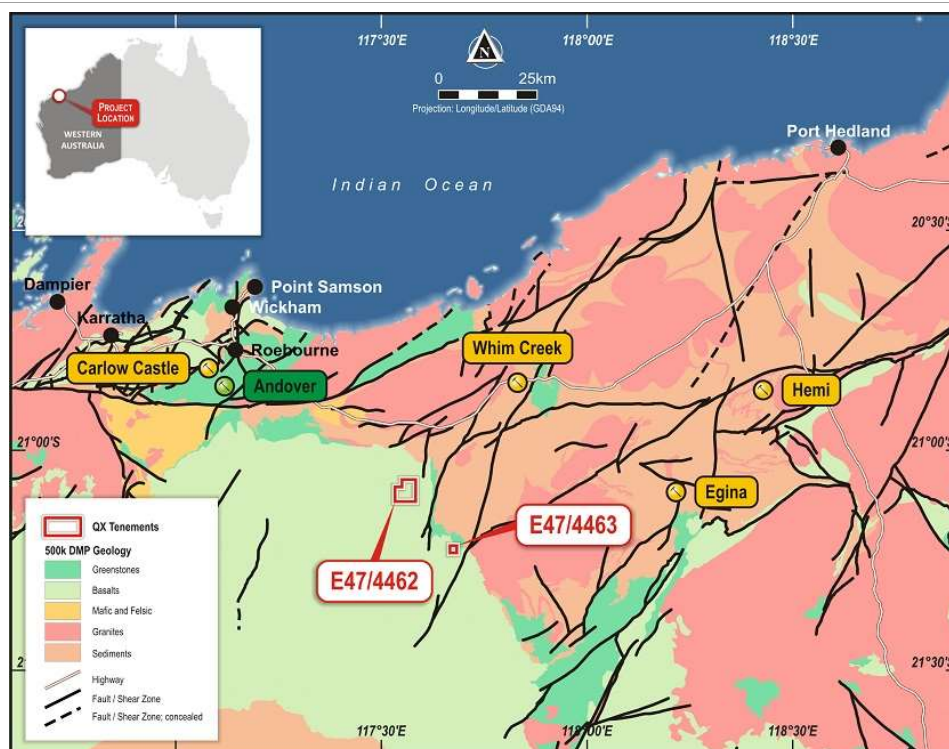 117°30'E
118°00'E
118°30'E
N
0 25km
Projection: Longitude/Latitude (GDA94)
PROJECT
LOCATION
WESTERN
AUSTRALIA
Port Hedland
Indian Ocean
20°30'S
Dampier
Point Samson
Wickham
Karratha
Roebourne
Whim Creek
Carlow Castle
Andover
Hemi
21°00'S
Egina
E47/4463
E47/4462
QX Tenements
500k DMP Geology
Greenstones
Basalts
Mafic and Felsic
Granites
Sediments
Highway
Fault / Shear Zone
Fault / Shear Zone; concealed
21°30'S
117°30'E
118°00'E
118°30'E